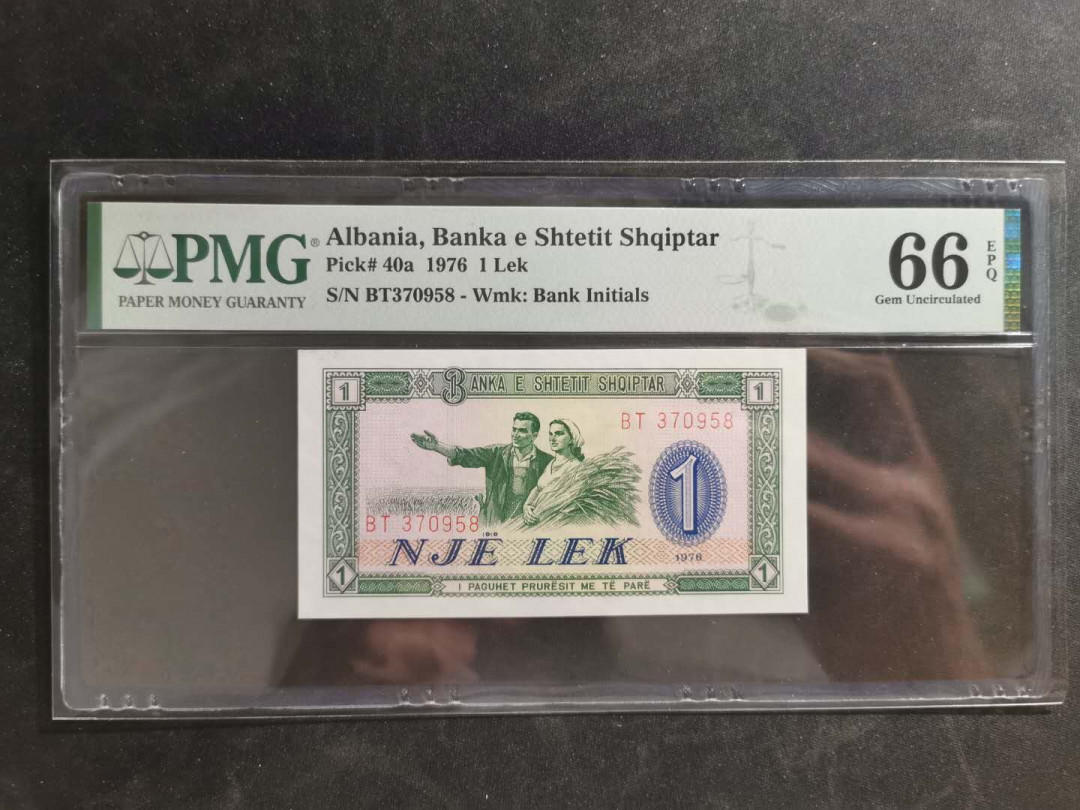 PMG®
PAPER MONEY GUARANTY
Albania, Banka e Shtetit Shqiptar
Pick# 40a 1976 1 Lek
S/N BT370958 - Wmk: Bank Initials
66 EPQ
Gem Uncirculated
1 BANKA E SHTETIT SHQIPTAR 1
BT 370958
1
BT 370958
NJE LEK
1976
1 I PAGUHET PRURËSIT ME TË PARË 1